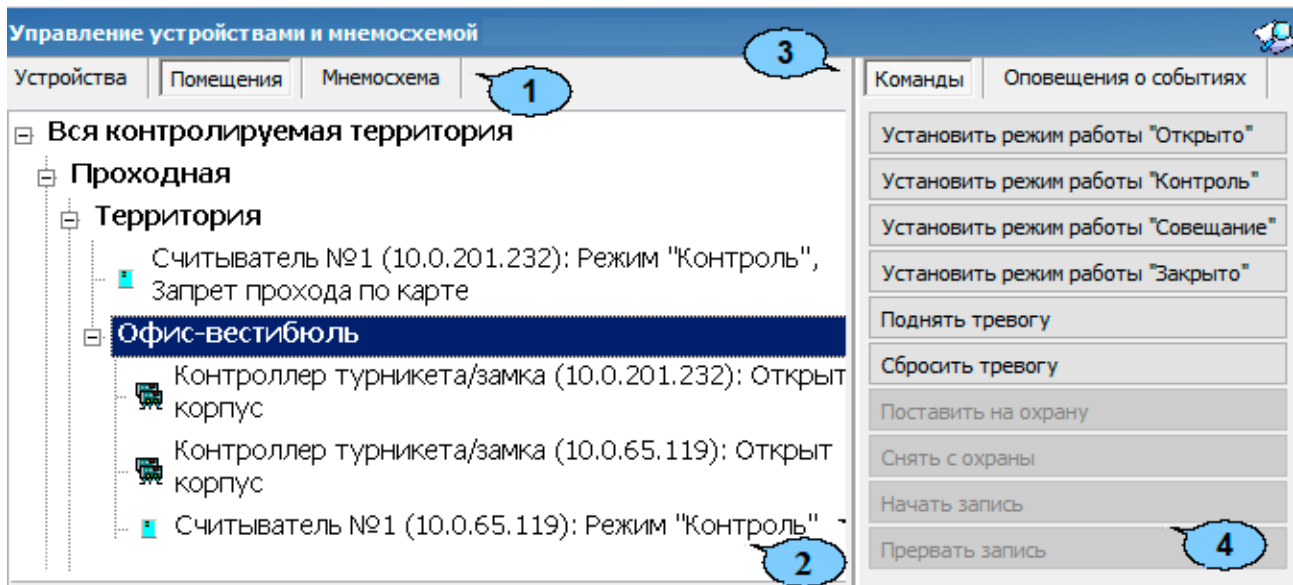 Управление устройствами и мнемосхемой
3
Устройства Помещения Мнемосхема
1
Команды Оповещения о событиях
Вся контролируемая территория
Проходная
Территория
Считыватель №1 (10.0.201.232): Режим "Контроль",
Запрет прохода по карте
Офис-вестибюль
Контроллер турникета/замка (10.0.201.232): Открыт
корпус
Контроллер турникета/замка (10.0.65.119): Открыт
корпус
Считыватель №1 (10.0.65.119): Режим "Контроль"
2
Установить режим работы "Открыто"
Установить режим работы "Контроль"
Установить режим работы "Совещание"
Установить режим работы "Закрыто"
Поднять тревогу
Сбросить тревогу
Поставить на охрану
Снять с охраны
Начать запись
Прервать запись
4